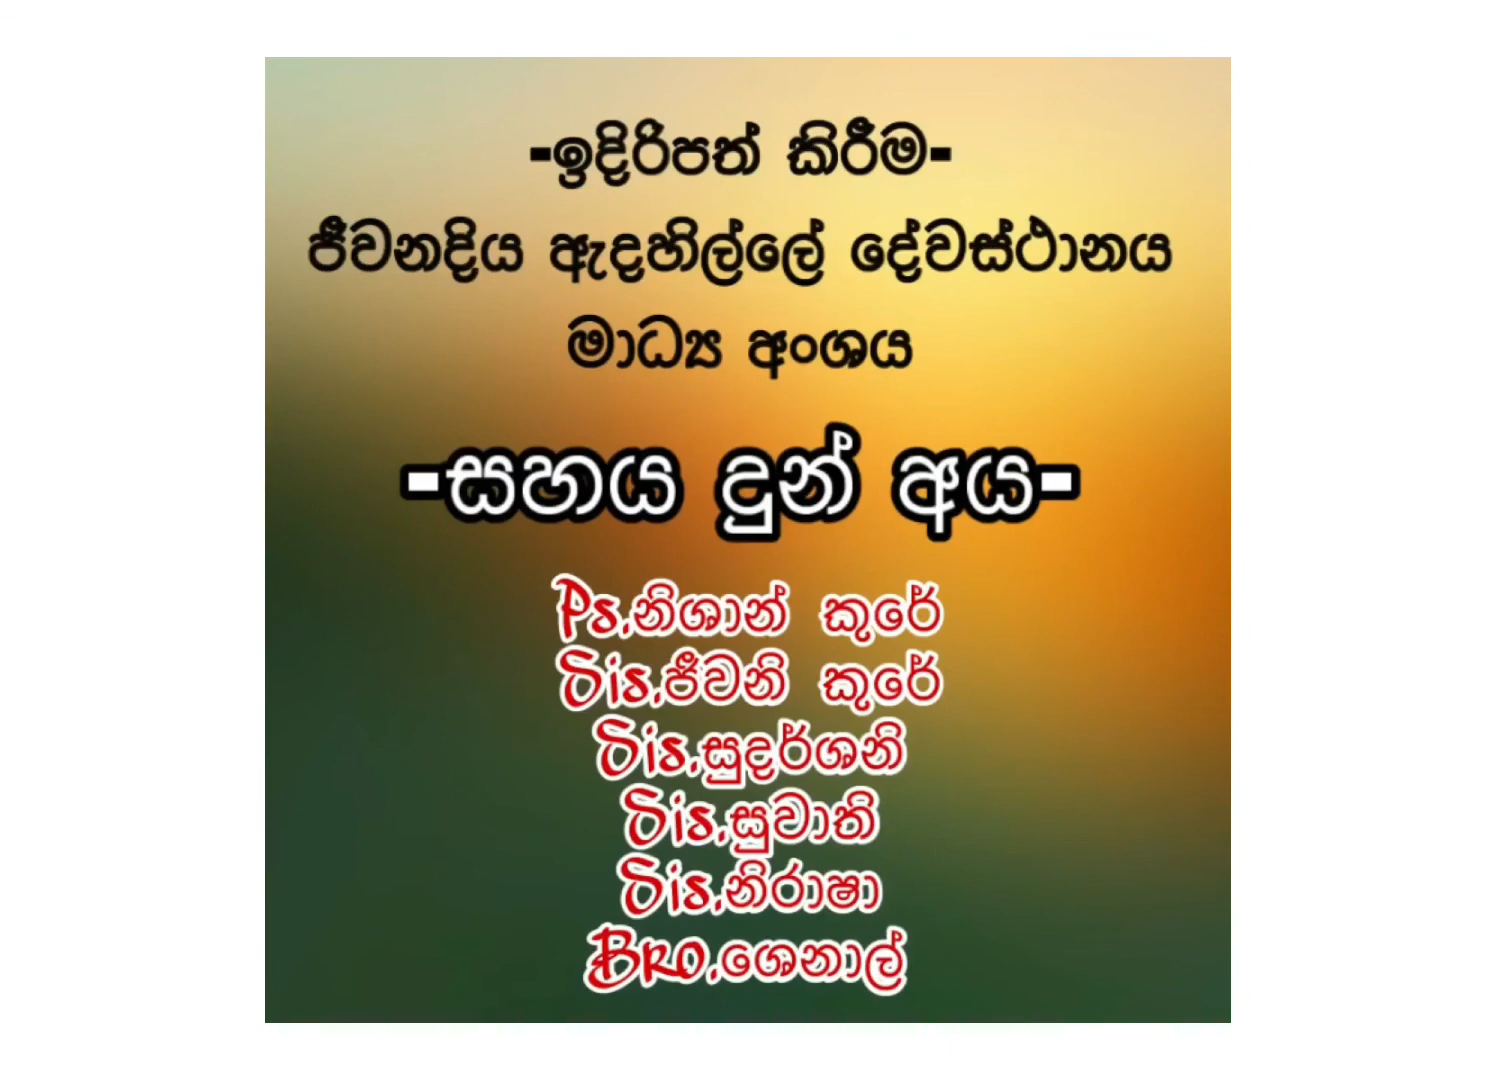 -ඉදිරිපත් කිරීම-
ජීවනදිය ඇදහිල්ලේ දේවස්ථානය
මාධ්‍ය අංශය
-සහය දුන් අය-
Ps.නිශාන් කුරේ
Sis.ජීවනි කුරේ
Sis.සුදර්ශනි
Sis.සුවාති
Sis.නිරාෂා
Bro.ශෙනාල්